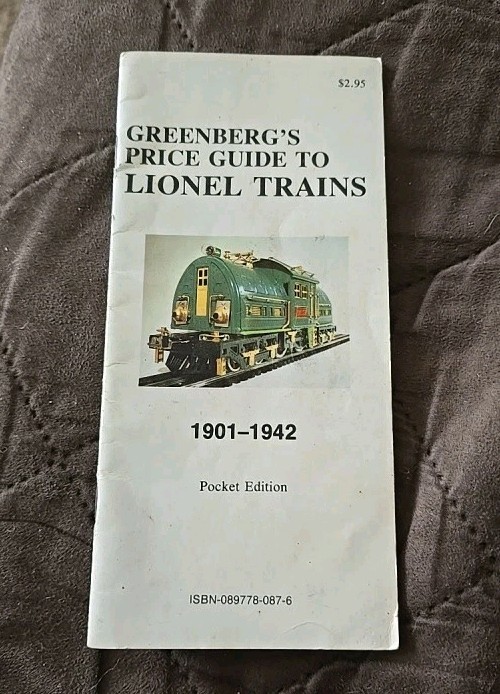 $2.95
GREENBERG'S
PRICE GUIDE TO
LIONEL TRAINS
1901–1942
Pocket Edition
ISBN-089778-087-6